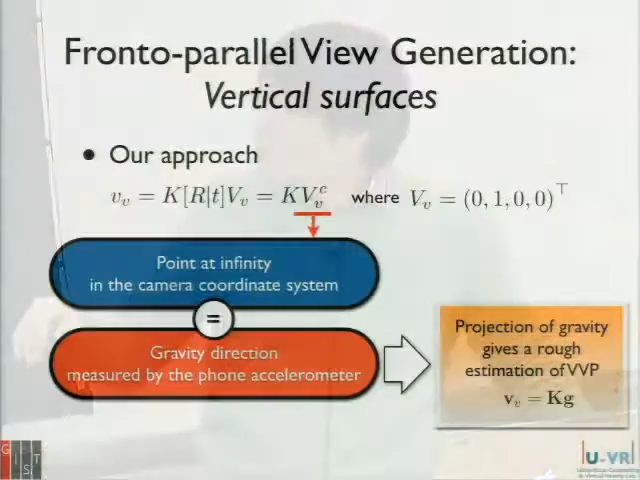 Fronto-parallel View Generation:
Vertical surfaces
• Our approach
v_v = K[R|t]V_v = KV_v^c where V_v = (0, 1, 0, 0)^⊤
Point at infinity
in the camera coordinate system
=
Gravity direction
measured by the phone accelerometer
Projection of gravity
gives a rough
estimation of VVP
v_v = Kg
GIST
U-VR